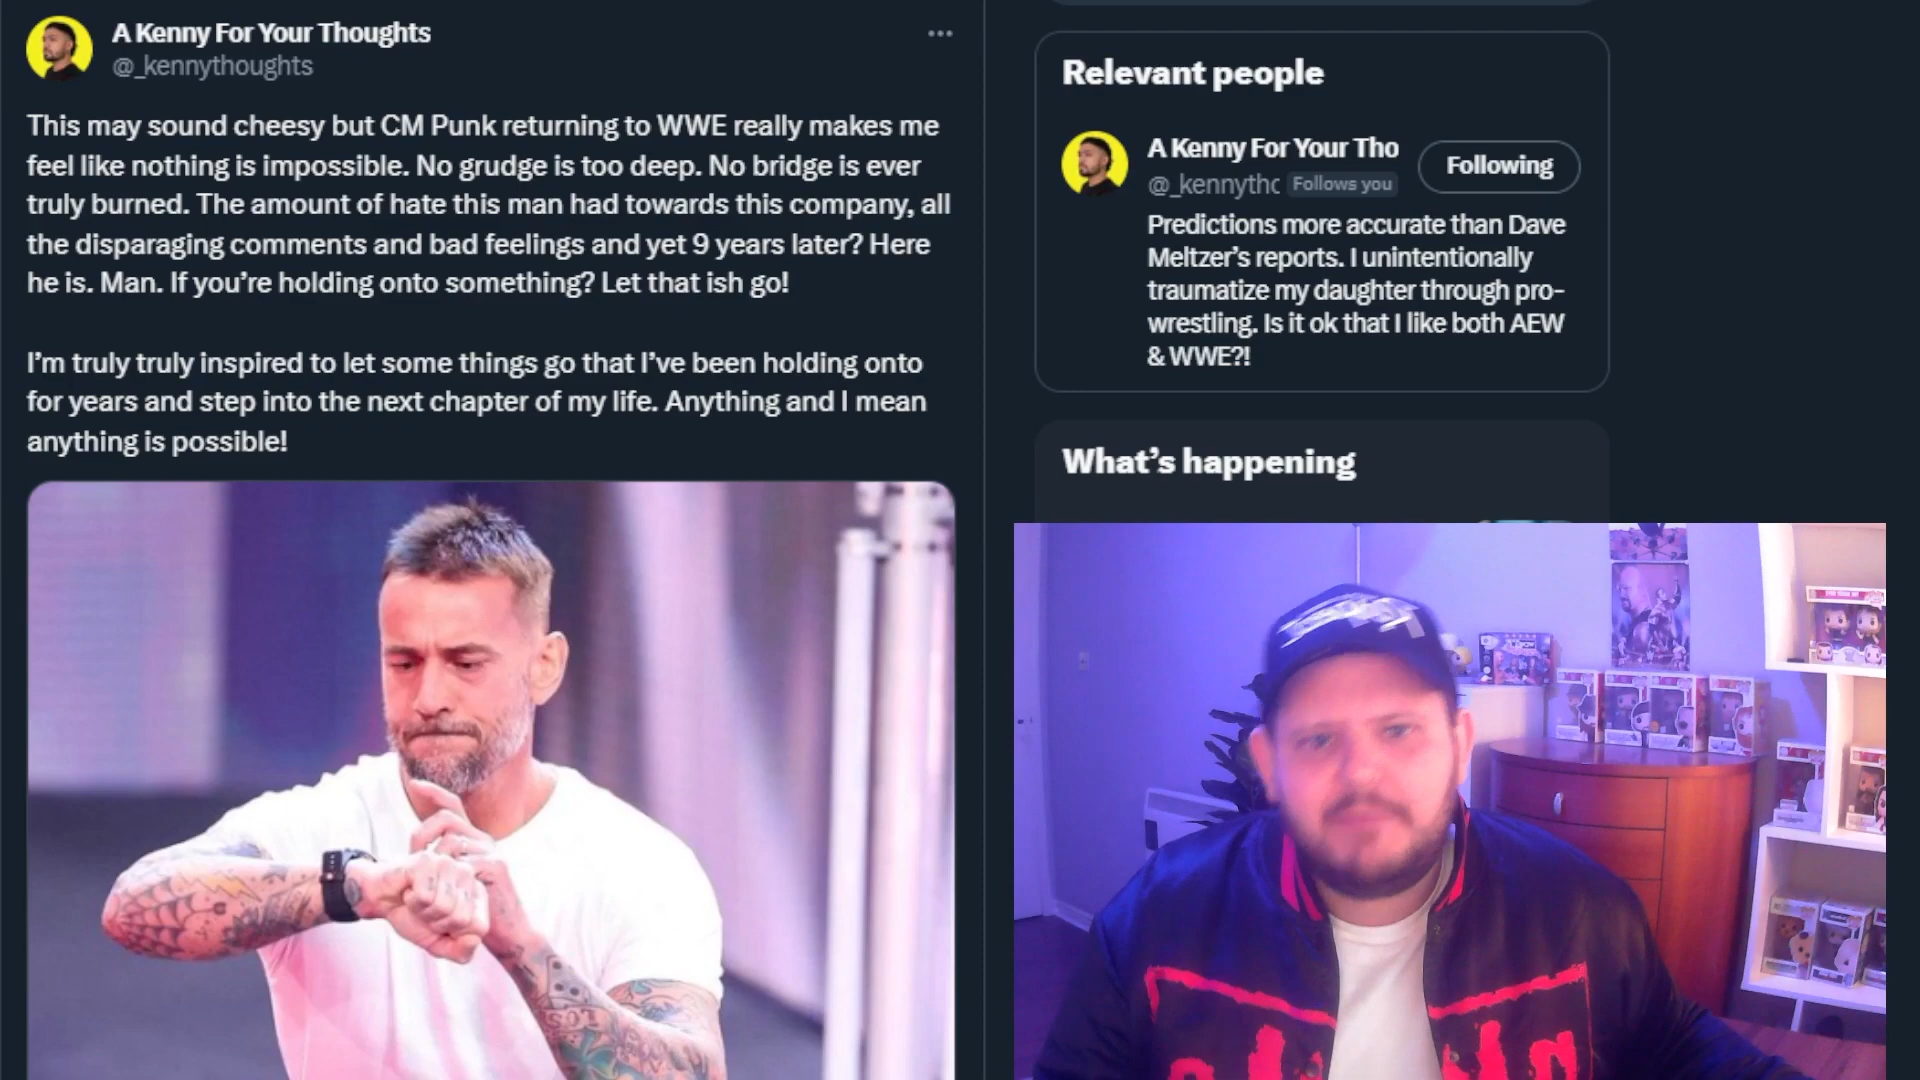 A Kenny For Your Thoughts
@_kennythoughts
This may sound cheesy but CM Punk returning to WWE really makes me
feel like nothing is impossible. No grudge is too deep. No bridge is ever
truly burned. The amount of hate this man had towards this company, all
the disparaging comments and bad feelings and yet 9 years later? Here
he is. Man. If you’re holding onto something? Let that ish go!
I’m truly truly inspired to let some things go that I’ve been holding onto
for years and step into the next chapter of my life. Anything and I mean
anything is possible!
Relevant people
A Kenny For Your Tho
Following
@_kennythc Follows you
Predictions more accurate than Dave
Meltzer’s reports. I unintentionally
traumatize my daughter through pro-
wrestling. Is it ok that I like both AEW
& WWE?!
What’s happening